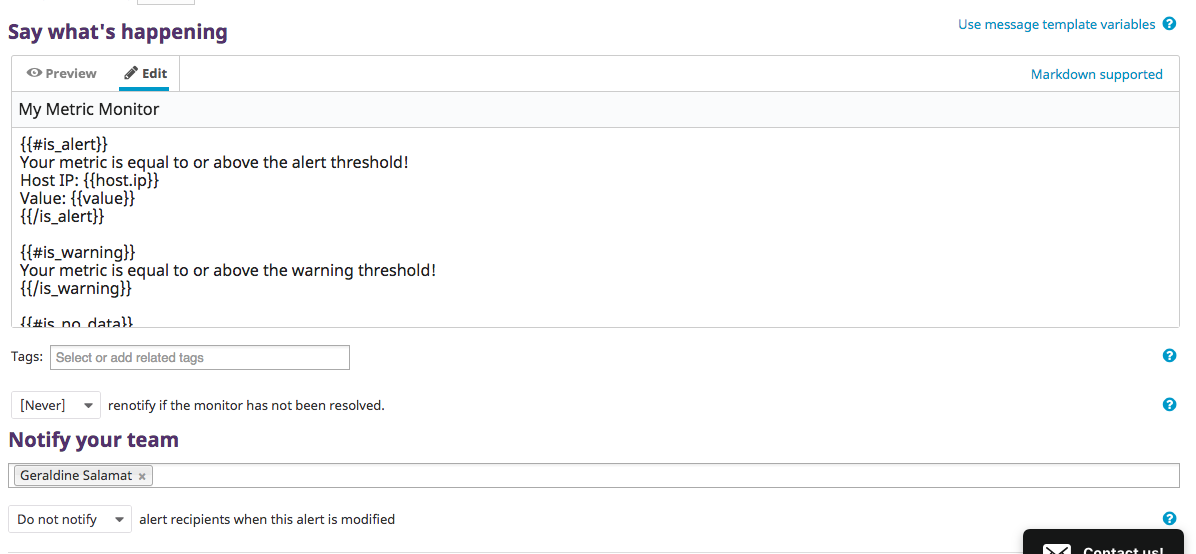 Say what's happening
Use message template variables
Preview
Edit
Markdown supported
My Metric Monitor
{{#is_alert}}
Your metric is equal to or above the alert threshold!
Host IP: {{host.ip}}
Value: {{value}}
{{/is_alert}}
{{#is_warning}}
Your metric is equal to or above the warning threshold!
{{/is_warning}}
{{#is_no_data}}
Tags:
Select or add related tags
[Never]
renotify if the monitor has not been resolved.
Notify your team
Geraldine Salamat ×
Do not notify
alert recipients when this alert is modified
Contact us!